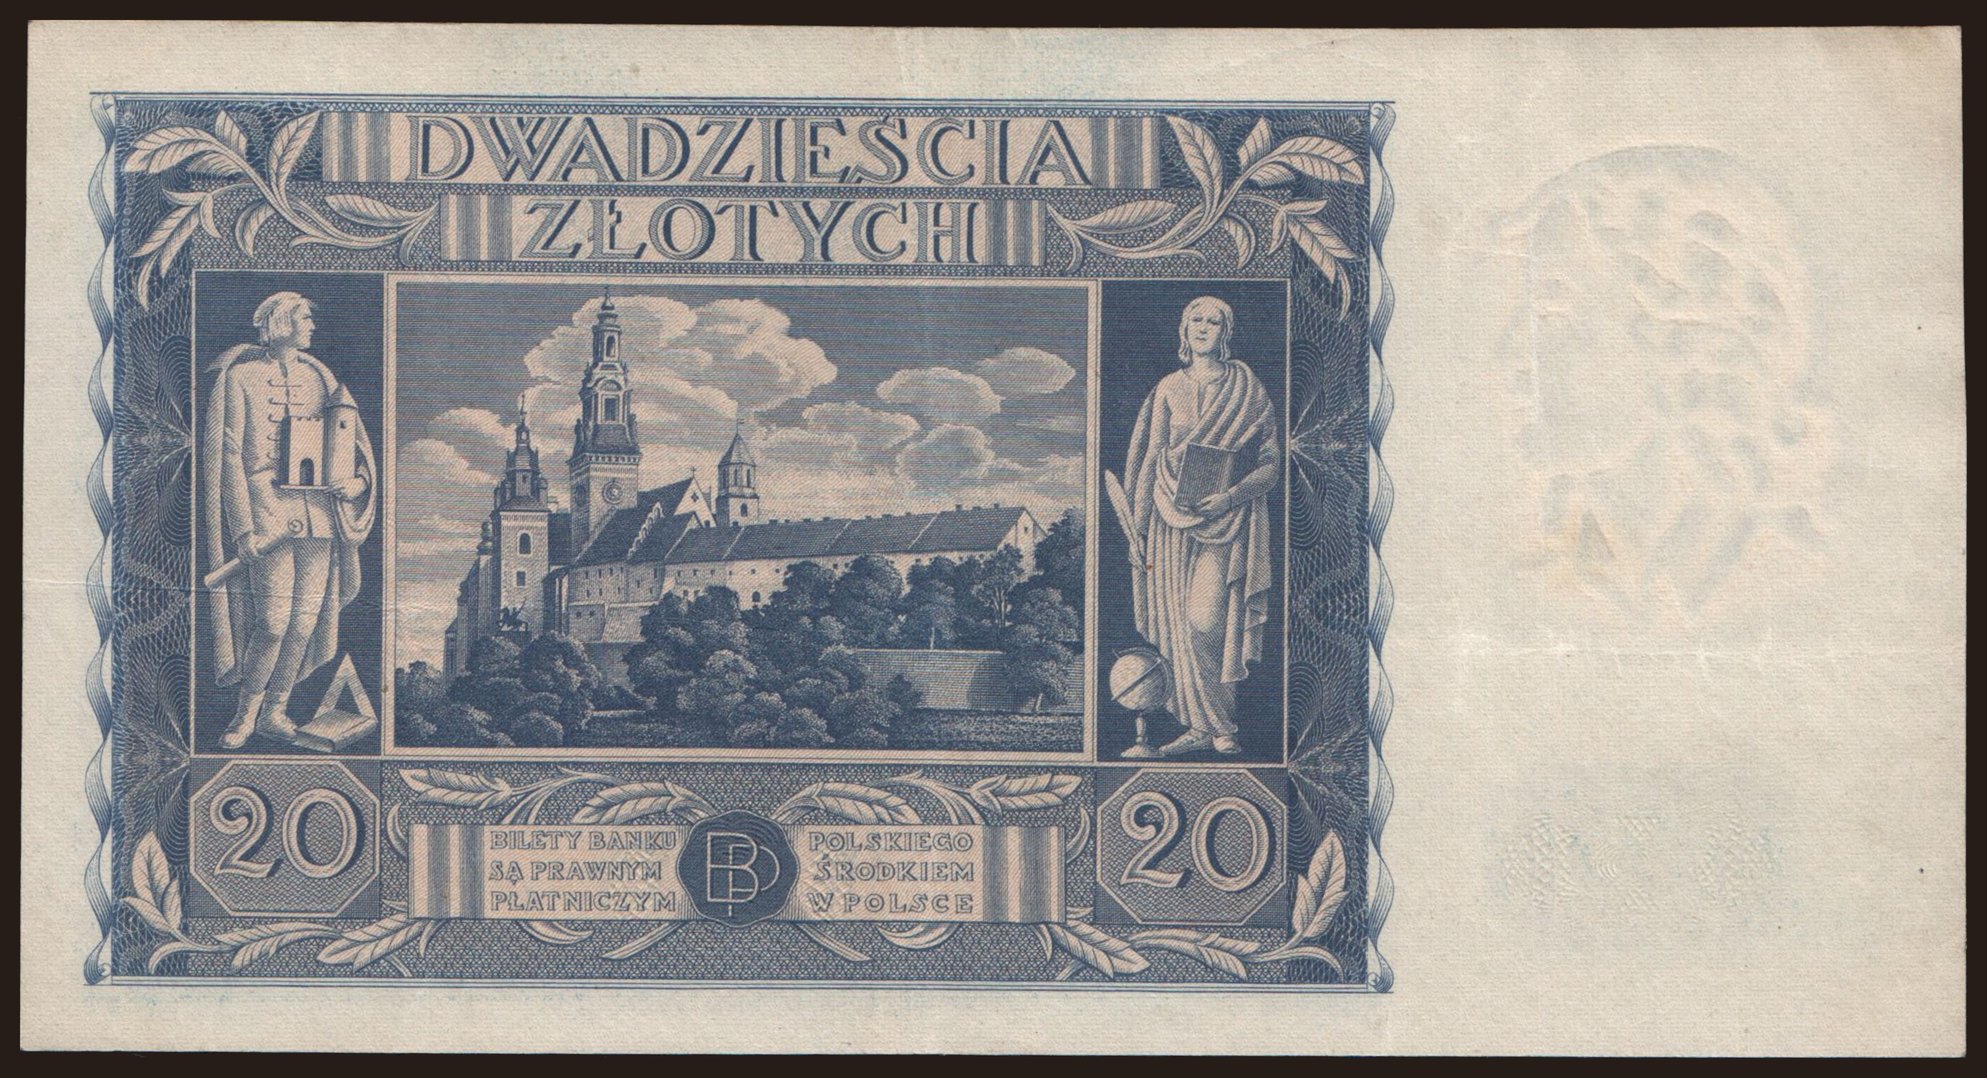 DWADZIEŚCIA
ZŁOTYCH
20
BILETY BANKU POLSKIEGO
SĄ PRAWNYM ŚRODKIEM
PŁATNICZYM W POLSCE
BP
20